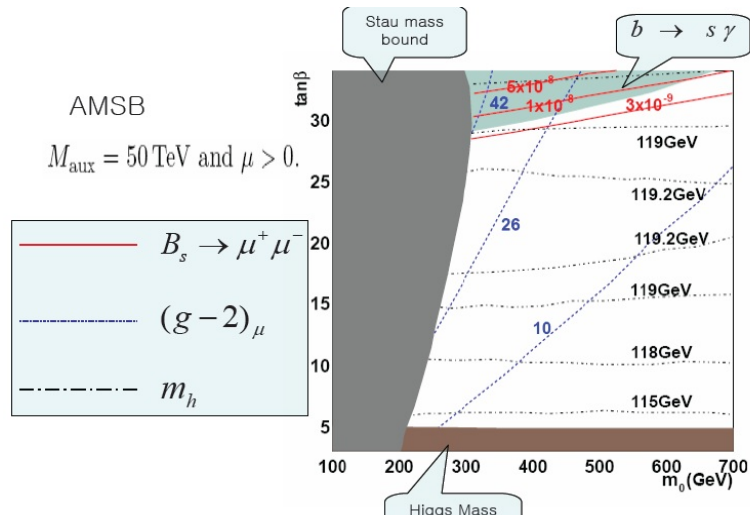 Stau mass
bound
b → s γ
AMSB
M_aux = 50 TeV and μ > 0.
B_s → μ⁺ μ⁻
(g − 2)_μ
m_h
tanβ
30
25
20
15
10
5
5x10⁻⁸
42
1x10⁻⁸
3x10⁻⁹
119GeV
119.2GeV
26
119.2GeV
119GeV
10
118GeV
115GeV
100 200 300 400 500 600 700
m₀(GeV)
Higgs Mass